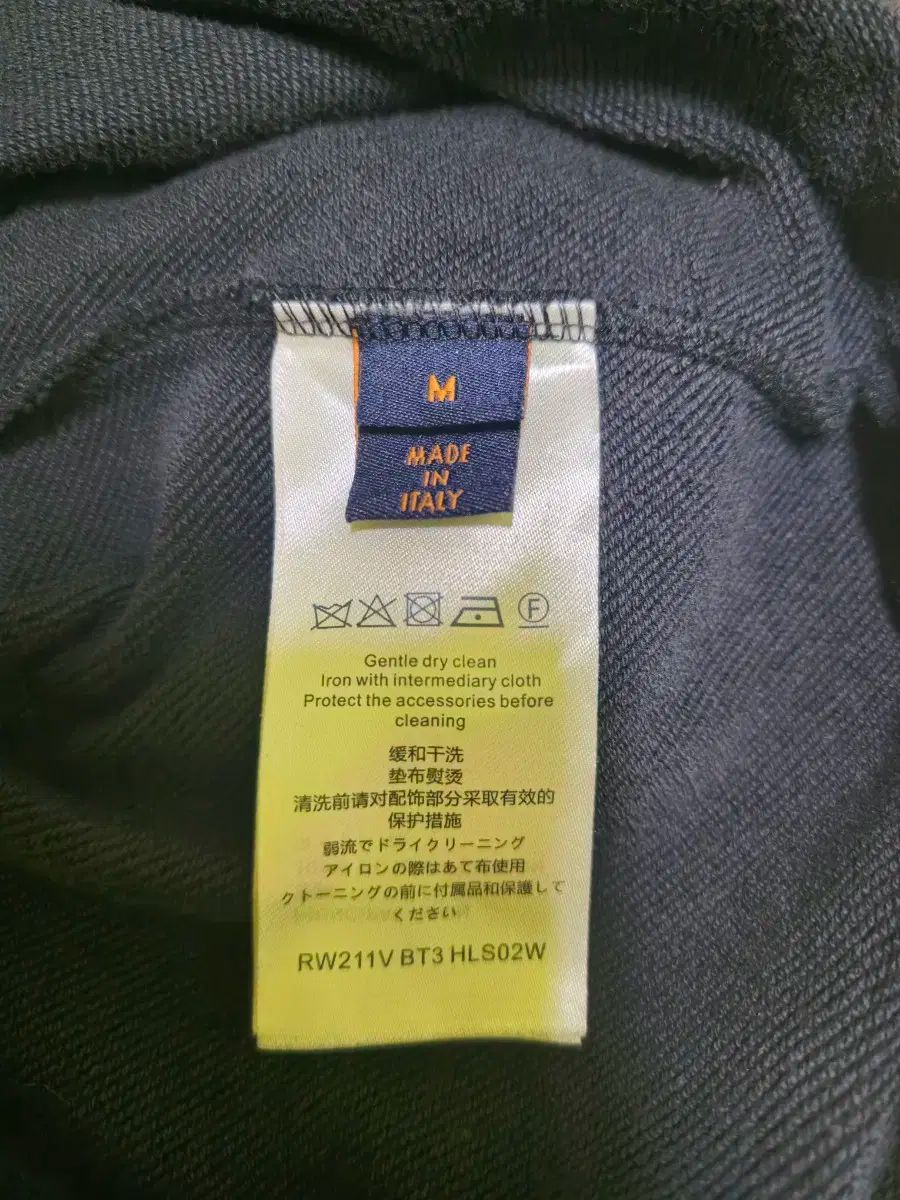 M
MADE
IN
ITALY
F
Gentle dry clean
Iron with intermediary cloth
Protect the accessories before
cleaning
缓和干洗
垫布熨烫
清洗前请对配饰部分采取有效的
保护措施
弱流でドライクリーニング
アイロンの際はあて布使用
クトーニングの前に付属品和保護して
ください
RW211V BT3 HLS02W